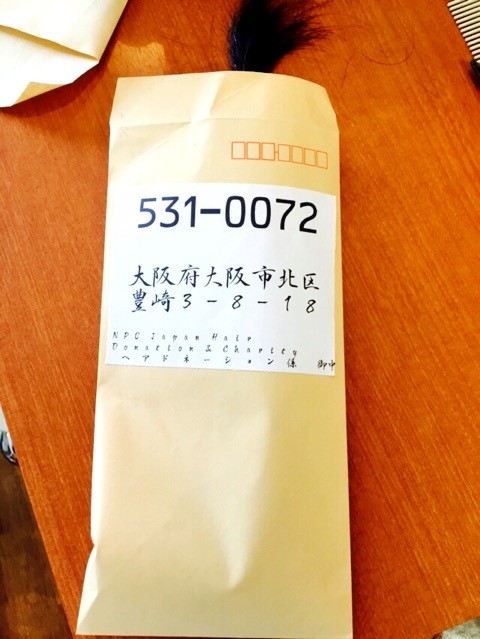 531-0072
大阪府大阪市北区
豊崎3-8-18
NPO Japan Hair
Donation & Charity
ヘアドネーション係 御中